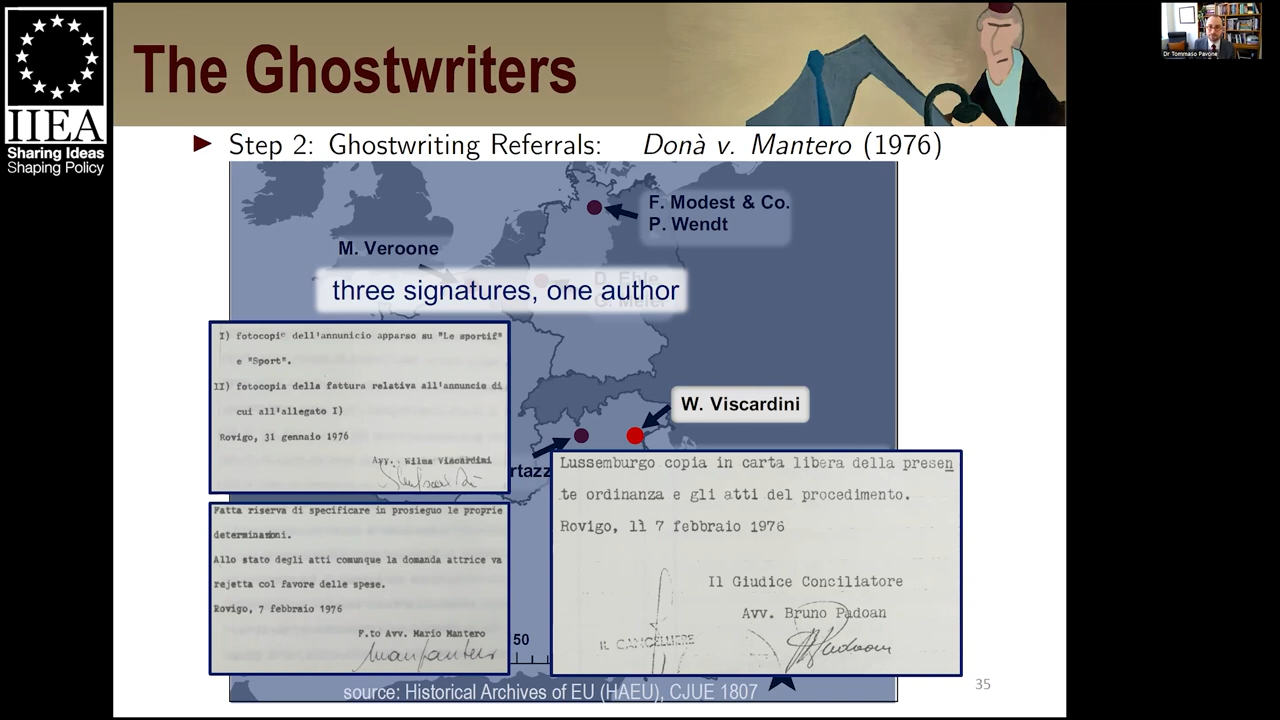 IIEA
Sharing Ideas
Shaping Policy
The Ghostwriters
Dr Tommaso Pavone
Step 2: Ghostwriting Referrals: Donà v. Mantero (1976)
F. Modest & Co.
P. Wendt
M. Veroone
three signatures, one author
I) fotocopie dell'annuncio apparso su "Le sportif"
e "Sport".
II) fotocopia della fattura relativa all'annuncio di
cui all'allegato I)
Rovigo, 31 gennaio 1976
Avv. Wilma Viscardini
W. Viscardini
rtazz
Fatta riserva di specificare in prosieguo le proprie
determinazioni.
Allo stato degli atti comunque la domanda attrice va
rejetta col favore delle spese.
Rovigo, 7 febbraio 1976
F.to Avv. Mario Mantero
Lussemburgo copia in carta libera della presen
te ordinanza e gli atti del procedimento.
Rovigo, lì 7 febbraio 1976
Il Giudice Conciliatore
Avv. Bruno Padoan
IL CANCELLIERE
50
source: Historical Archives of EU (HAEU), CJUE 1807
35